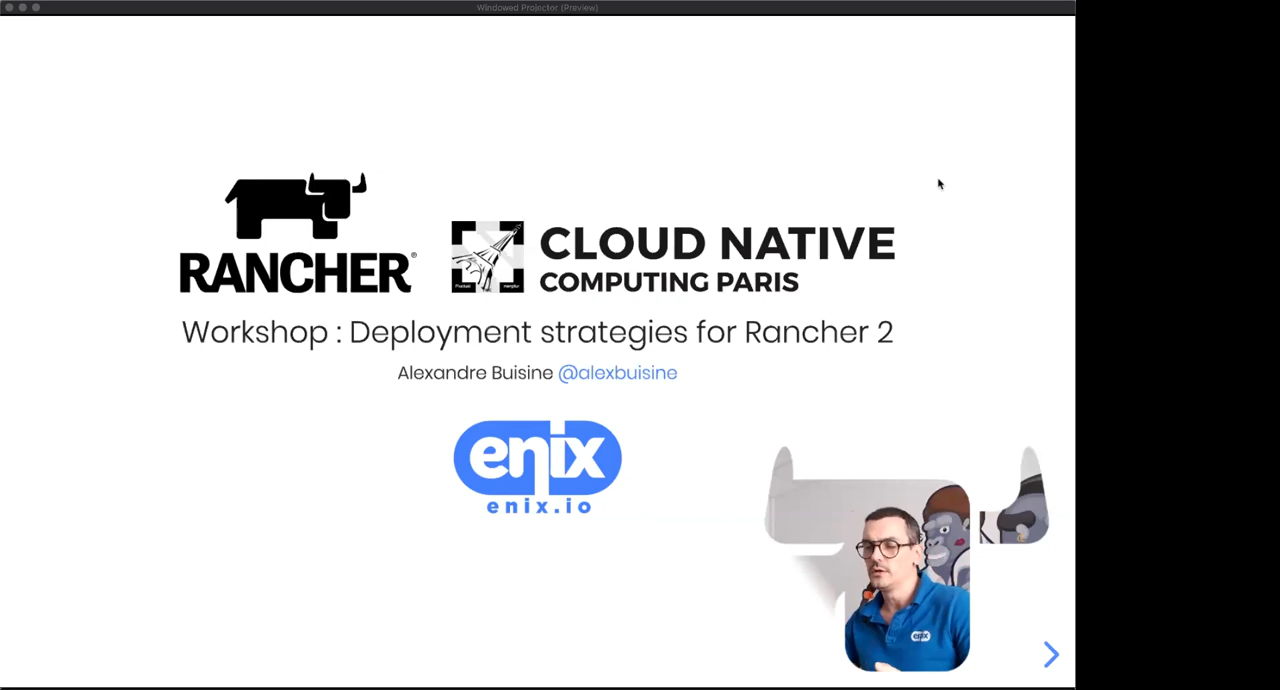 Windowed Projector (Preview)
RANCHER®
CLOUD NATIVE
COMPUTING PARIS
Workshop : Deployment strategies for Rancher 2
Alexandre Buisine @alexbuisine
enix
enix.io
enix